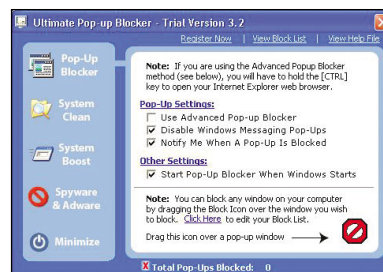 Ultimate Pop-up Blocker - Trial Version 3.2
Register Now | View Block List | View Help File
Pop-Up
Blocker
System
Clean
System
Boost
Spyware
& Adware
Minimize
Note: If you are using the Advanced Popup Blocker
method (see below), you will have to hold the [CTRL]
key to open your Internet Explorer web browser.
Pop-Up Settings:
Use Advanced Pop-up Blocker
Disable Windows Messaging Pop-Ups
Notify Me When A Pop-Up Is Blocked
Other Settings:
Start Pop-Up Blocker When Windows Starts
Note: You can block any window on your computer
by dragging the Block Icon over the window you wish
to block. Click Here to edit your Block List.
Drag this icon over a pop-up window
Total Pop-Ups Blocked: 0